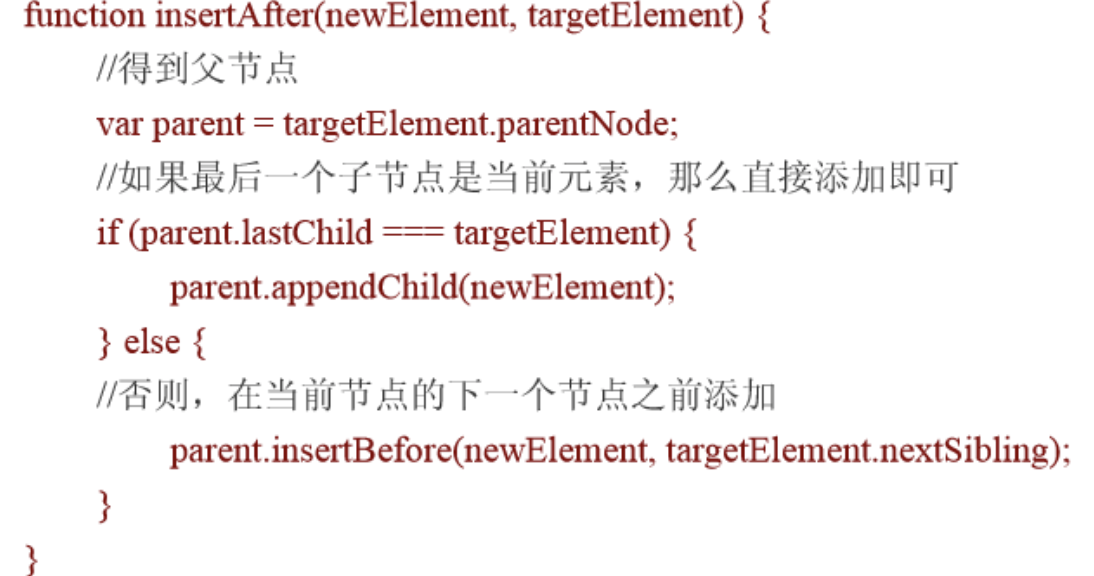 function insertAfter(newElement, targetElement) {
//得到父节点
var parent = targetElement.parentNode;
//如果最后一个子节点是当前元素，那么直接添加即可
if (parent.lastChild === targetElement) {
parent.appendChild(newElement);
} else {
//否则，在当前节点的下一个节点之前添加
parent.insertBefore(newElement, targetElement.nextSibling);
}
}